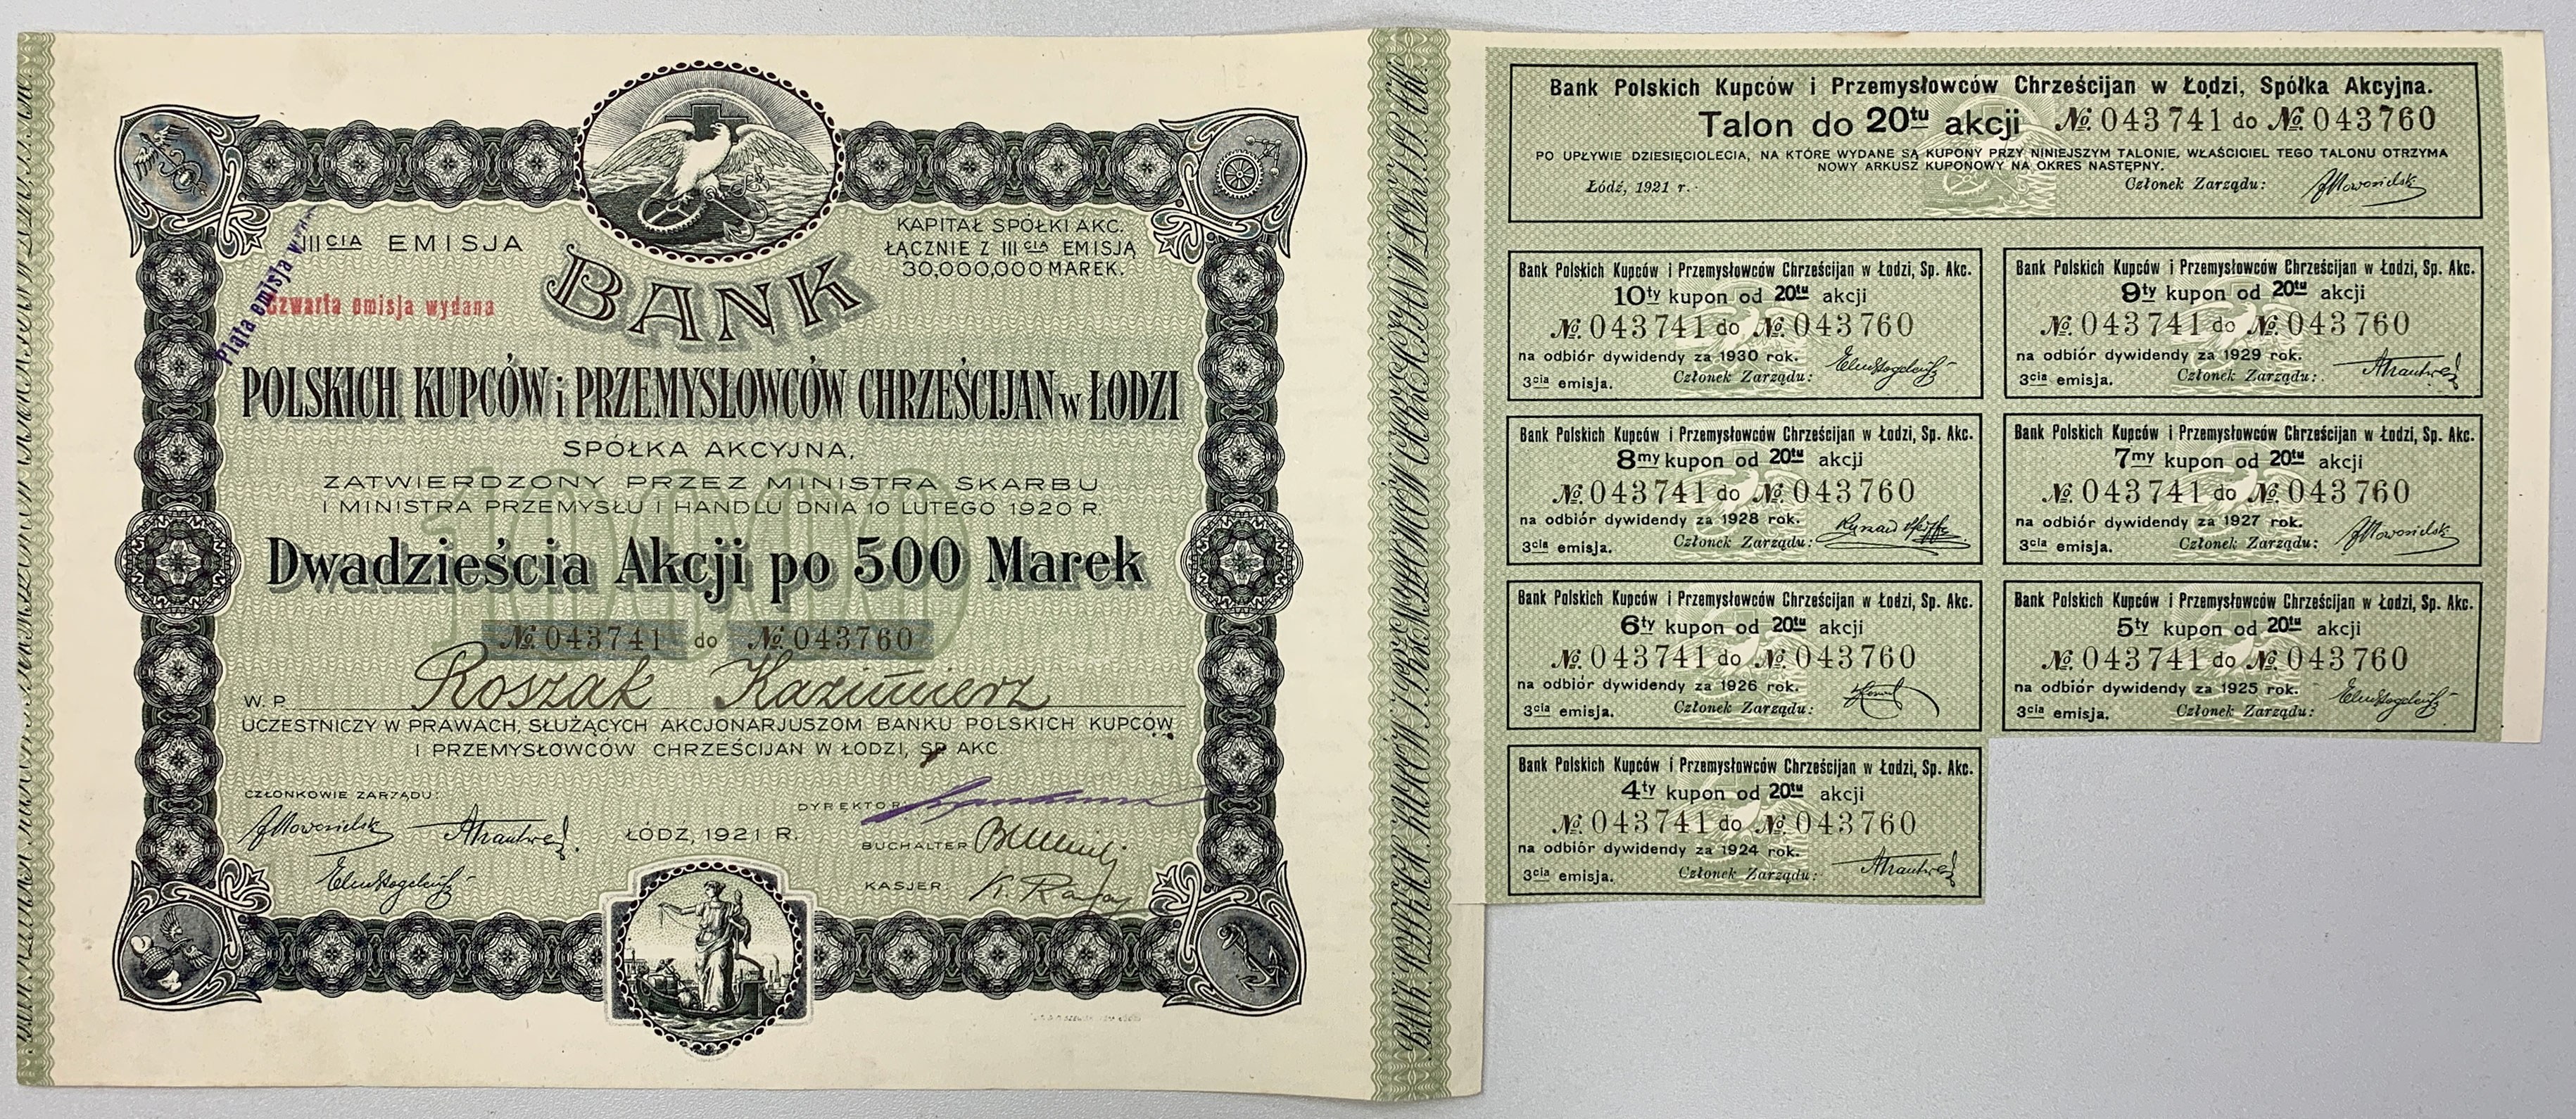 IIICIA EMISJA
KAPITAŁ SPÓŁKI AKC.
ŁĄCZNIE Z IIICIĄ EMISJĄ
30,000,000 MAREK.
Piąta emisja
Czwarta emisja wydana
BANK
POLSKICH KUPCÓW i PRZEMYSŁOWCÓW CHRZEŚCIJAN w ŁODZI
SPÓŁKA AKCYJNA,
ZATWIERDZONY PRZEZ MINISTRA SKARBU
I MINISTRA PRZEMYSŁU I HANDLU DNIA 10 LUTEGO 1920 R.
10000
Dwadzieścia Akcji po 500 Marek
№ 043741 do № 043760
W. P. Roszak Kazimierz
UCZESTNICZY W PRAWACH, SŁUŻĄCYCH AKCJONARJUSZOM BANKU POLSKICH KUPCÓW
I PRZEMYSŁOWCÓW CHRZEŚCIJAN W ŁODZI, SP. AKC.
CZŁONKOWIE ZARZĄDU:
DYREKTOR
ŁÓDŹ, 1921 R.
BUCHALTER
KASJER
BANK POLSKICH KUPCÓW I PRZEMYSŁOWCÓW CHRZEŚCIJAN W ŁODZI SP. AKC.
Bank Polskich Kupców i Przemysłowców Chrześcijan w Łodzi, Spółka Akcyjna.
Talon do 20tu akcji № 043741 do № 043760
PO UPŁYWIE DZIESIĘCIOLECIA, NA KTÓRE WYDANE SĄ KUPONY PRZY NINIEJSZYM TALONIE, WŁAŚCICIEL TEGO TALONU OTRZYMA
NOWY ARKUSZ KUPONOWY NA OKRES NASTĘPNY.
Łódź, 1921 r. Członek Zarządu:
Bank Polskich Kupców i Przemysłowców Chrześcijan w Łodzi, Sp. Akc.
10ty kupon od 20tu akcji
№ 043741 do № 043760
na odbiór dywidendy za 1930 rok.
3cia emisja. Członek Zarządu:
Bank Polskich Kupców i Przemysłowców Chrześcijan w Łodzi, Sp. Akc.
9ty kupon od 20tu akcji
№ 043741 do № 043760
na odbiór dywidendy za 1929 rok.
3cia emisja. Członek Zarządu:
Bank Polskich Kupców i Przemysłowców Chrześcijan w Łodzi, Sp. Akc.
8my kupon od 20tu akcji
№ 043741 do № 043760
na odbiór dywidendy za 1928 rok.
3cia emisja. Członek Zarządu:
Bank Polskich Kupców i Przemysłowców Chrześcijan w Łodzi, Sp. Akc.
7my kupon od 20tu akcji
№ 043741 do № 043760
na odbiór dywidendy za 1927 rok.
3cia emisja. Członek Zarządu:
Bank Polskich Kupców i Przemysłowców Chrześcijan w Łodzi, Sp. Akc.
6ty kupon od 20tu akcji
№ 043741 do № 043760
na odbiór dywidendy za 1926 rok.
3cia emisja. Członek Zarządu:
Bank Polskich Kupców i Przemysłowców Chrześcijan w Łodzi, Sp. Akc.
5ty kupon od 20tu akcji
№ 043741 do № 043760
na odbiór dywidendy za 1925 rok.
3cia emisja. Członek Zarządu:
Bank Polskich Kupców i Przemysłowców Chrześcijan w Łodzi, Sp. Akc.
4ty kupon od 20tu akcji
№ 043741 do № 043760
na odbiór dywidendy za 1924 rok.
3cia emisja. Członek Zarządu: